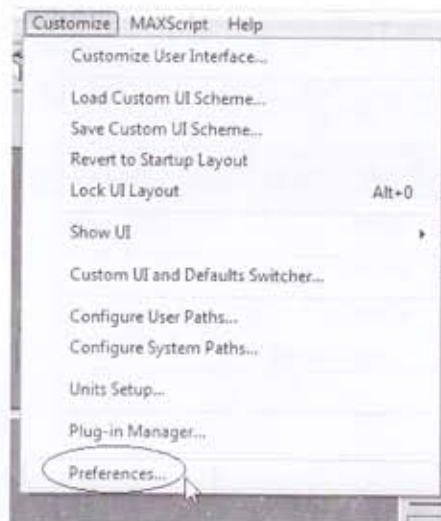 Customize MAXScript Help
Customize User Interface...
Load Custom UI Scheme...
Save Custom UI Scheme...
Revert to Startup Layout
Lock UI Layout Alt+0
Show UI
Custom UI and Defaults Switcher...
Configure User Paths...
Configure System Paths...
Units Setup...
Plug-in Manager...
Preferences...